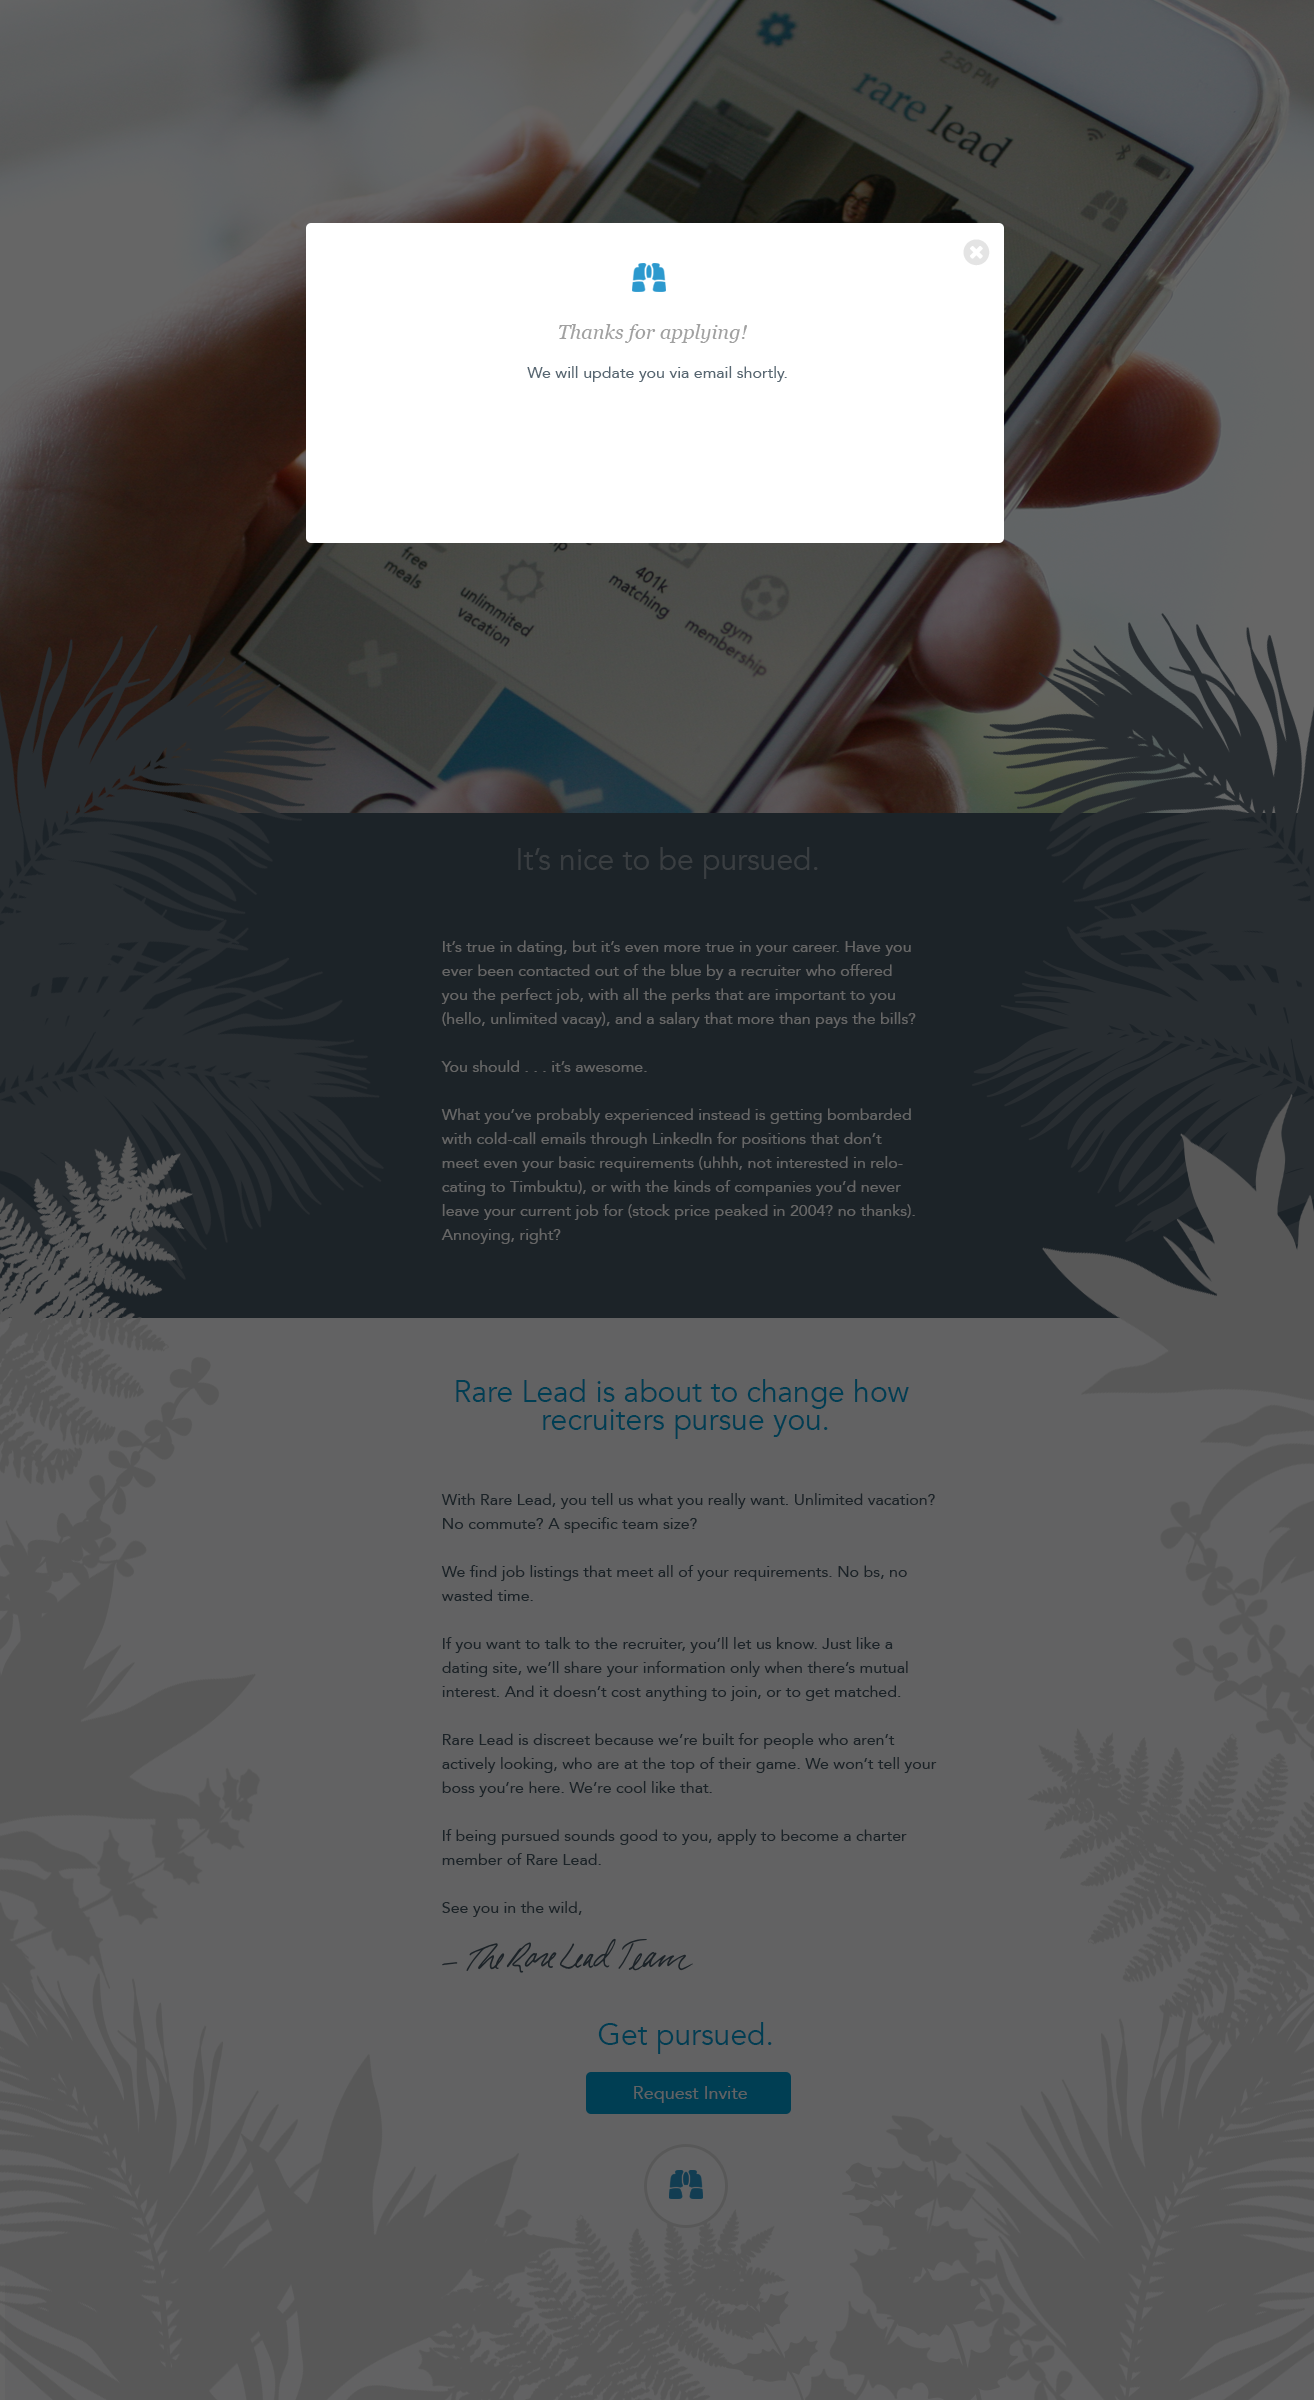 2:50 PM
rare lead
Thanks for applying!
We will update you via email shortly.
free
meals
unlimmited
vacation
401k
matching
gym
membership
It’s nice to be pursued.
It’s true in dating, but it’s even more true in your career. Have you
ever been contacted out of the blue by a recruiter who offered
you the perfect job, with all the perks that are important to you
(hello, unlimited vacay), and a salary that more than pays the bills?
You should . . . it’s awesome.
What you’ve probably experienced instead is getting bombarded
with cold-call emails through LinkedIn for positions that don’t
meet even your basic requirements (uhhh, not interested in relo-
cating to Timbuktu), or with the kinds of companies you’d never
leave your current job for (stock price peaked in 2004? no thanks).
Annoying, right?
Rare Lead is about to change how
recruiters pursue you.
With Rare Lead, you tell us what you really want. Unlimited vacation?
No commute? A specific team size?
We find job listings that meet all of your requirements. No bs, no
wasted time.
If you want to talk to the recruiter, you’ll let us know. Just like a
dating site, we’ll share your information only when there’s mutual
interest. And it doesn’t cost anything to join, or to get matched.
Rare Lead is discreet because we’re built for people who aren’t
actively looking, who are at the top of their game. We won’t tell your
boss you’re here. We’re cool like that.
If being pursued sounds good to you, apply to become a charter
member of Rare Lead.
See you in the wild,
– The Rare Lead Team
Get pursued.
Request Invite